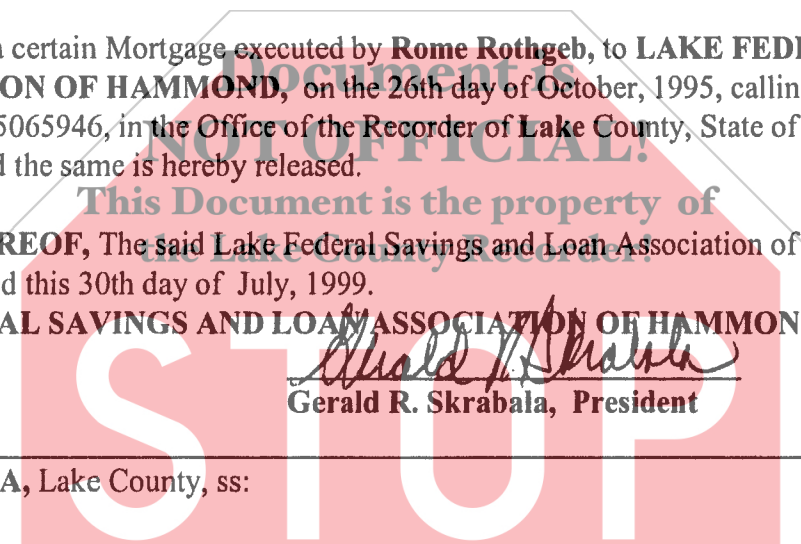 a certain Mortgage executed by Rome Rothgeb, to LAKE FEDE
ON OF HAMMOND, on the 26th day of October, 1995, callin
Document is
5065946, in the Office of the Recorder of Lake County, State of
NOT OFFICIAL!
d the same is hereby released.
This Document is the property of
REOF, The said Lake Federal Savings and Loan Association of
the Lake County Recorder!
d this 30th day of July, 1999.
AL SAVINGS AND LOAN ASSOCIATION OF HAMMON
Gerald R. Skrabala
Gerald R. Skrabala, President
STOP
A, Lake County, ss: